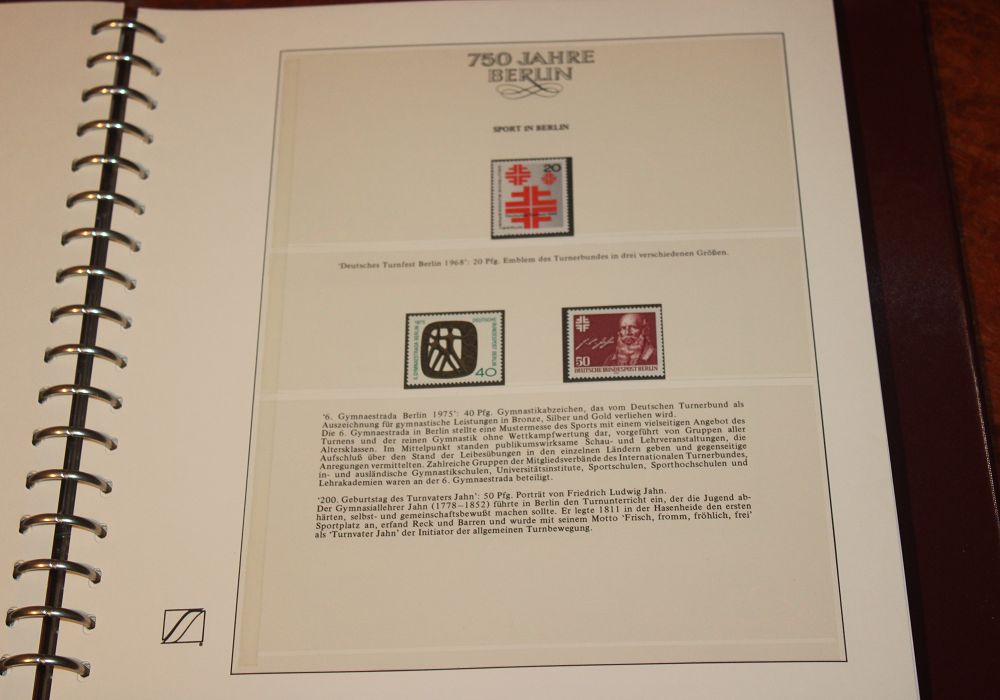 750 JAHRE
BERLIN
SPORT IN BERLIN
20
'Deutsches Turnfest Berlin 1968': 20 Pfg. Emblem des Turnerbundes in drei verschiedenen Größen.
6. GYMNAESTRADA BERLIN 1975
DEUTSCHE
BUNDESPOST BERLIN
40
50
DEUTSCHE BUNDESPOST BERLIN
'6. Gymnaestrada Berlin 1975': 40 Pfg. Gymnastikabzeichen, das vom Deutschen Turnerbund als
Auszeichnung für gymnastische Leistungen in Bronze, Silber und Gold verliehen wird.
Die 6. Gymnaestrada in Berlin stellte eine Mustermesse des Sports mit einem vielseitigen Angebot des
Turnens und der reinen Gymnastik ohne Wettkampfwertung dar, vorgeführt von Gruppen aller
Altersklassen. Im Mittelpunkt standen publikumswirksame Schau- und Lehrveranstaltungen, die
Aufschluß über den Stand der Leibesübungen in den einzelnen Ländern geben und gegenseitige
Anregungen vermittelten. Zahlreiche Gruppen der Mitgliedsverbände des Internationalen Turnerbundes,
in- und ausländische Gymnastikschulen, Universitätsinstitute, Sportschulen, Sporthochschulen und
Lehrakademien waren an der 6. Gymnaestrada beteiligt.
'200. Geburtstag des Turnvaters Jahn': 50 Pfg. Porträt von Friedrich Ludwig Jahn.
Der Gymnasiallehrer Jahn (1778–1852) führte in Berlin den Turnunterricht ein, der die Jugend ab-
härten, selbst- und gemeinschaftsbewußt machen sollte. Er legte 1811 in der Hasenheide den ersten
Sportplatz an, erfand Reck und Barren und wurde mit seinem Motto 'Frisch, fromm, fröhlich, frei'
als 'Turnvater Jahn' der Initiator der allgemeinen Turnbewegung.